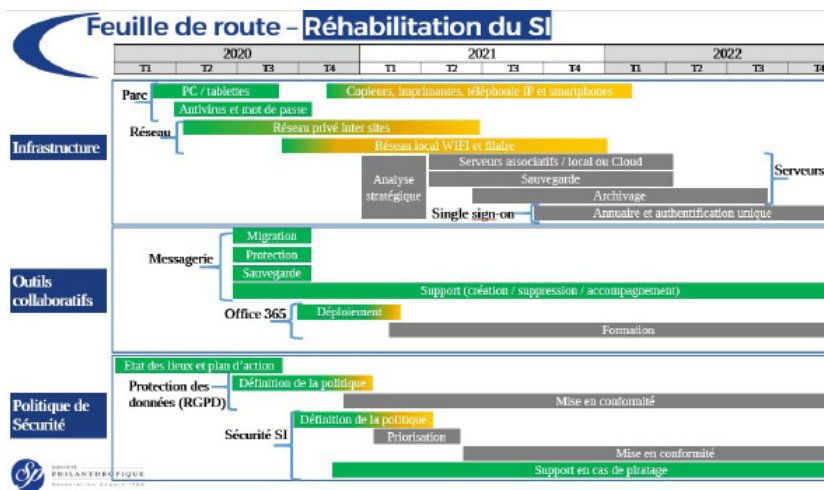 Feuille de route – Réhabilitation du SI
2020 2021 2022
T1 T2 T3 T4 T1 T2 T3 T4 T1 T2 T3 T4
Infrastructure
Parc
PC / tablettes
Copieurs, imprimantes, téléphonie IP et smartphones
Antivirus et mot de passe
Réseau
Réseau privé inter sites
Réseau local WIFI et filaire
Analyse
stratégique
Serveurs associatifs / local ou Cloud
Sauvegarde
Archivage
Serveurs
Single sign-on
Annuaire et authentification unique
Outils
collaboratifs
Messagerie
Migration
Protection
Sauvegarde
Support (création / suppression / accompagnement)
Office 365
Déploiement
Formation
Politique de
Sécurité
Etat des lieux et plan d'action
Protection des
données (RGPD)
Définition de la politique
Mise en conformité
Sécurité SI
Définition de la politique
Priorisation
Mise en conformité
Support en cas de piratage
Sp
SOCIÉTÉ
PHILANTHROPIQUE